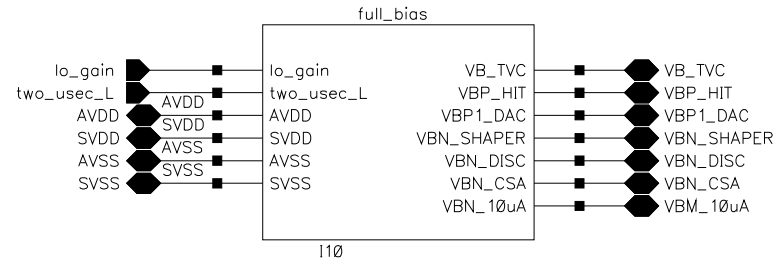 full_bias
lo_gain lo_gain VB_TVC VB_TVC
two_usec_L two_usec_L VBP_HIT VBP_HIT
AVDD AVDD AVDD VBP1_DAC VBP1_DAC
SVDD SVDD SVDD VBN_SHAPER VBN_SHAPER
AVSS AVSS AVSS VBN_DISC VBN_DISC
SVSS SVSS SVSS VBN_CSA VBN_CSA
VBN_10uA VBM_10uA
I10